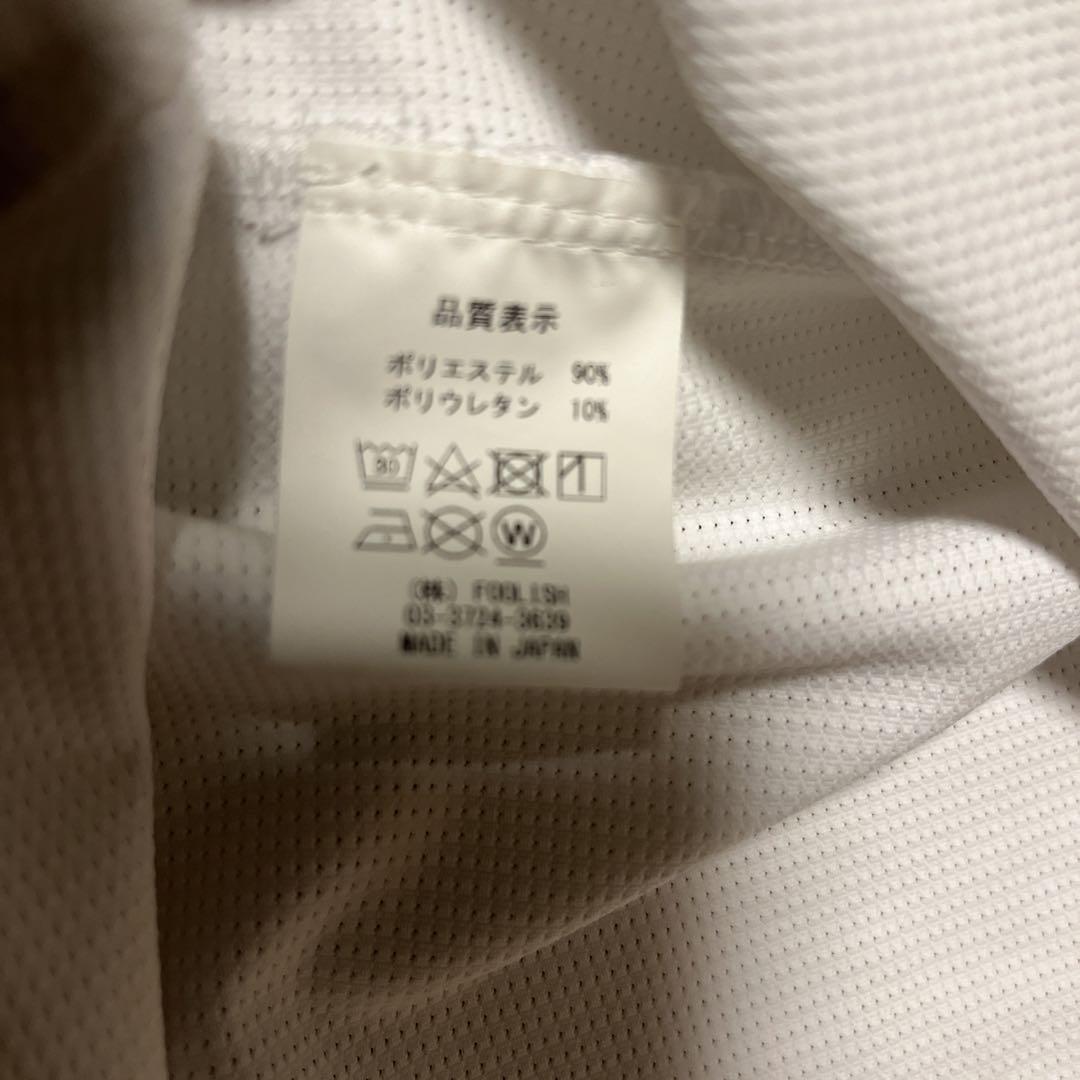 品質表示
ポリエステル 90%
ポリウレタン 10%
W
(株) FOOLISH
03-3724-3639
MADE IN JAPAN